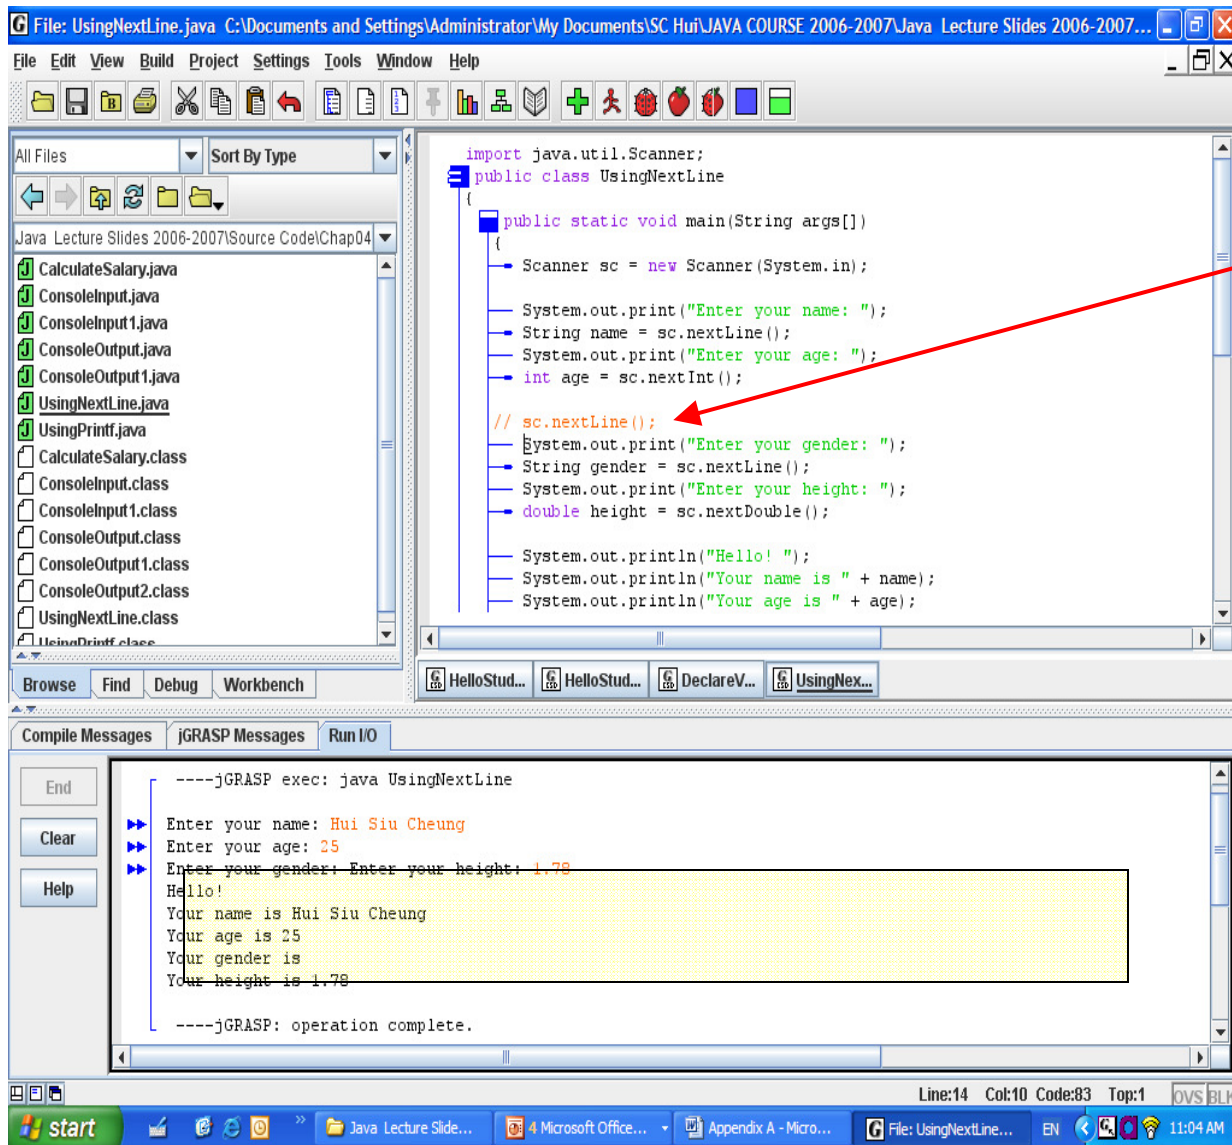 File: UsingNextLine.java  C:\Documents and Settings\Administrator\My Documents\SC Hui\JAVA COURSE 2006-2007\Java  Lecture Slides 2006-2007...
File Edit View Build Project Settings Tools Window Help
All Files
Sort By Type
Java  Lecture Slides 2006-2007\Source Code\Chap04
CalculateSalary.java
ConsoleInput.java
ConsoleInput1.java
ConsoleOutput.java
ConsoleOutput1.java
UsingNextLine.java
UsingPrintf.java
CalculateSalary.class
ConsoleInput.class
ConsoleInput1.class
ConsoleOutput.class
ConsoleOutput1.class
ConsoleOutput2.class
UsingNextLine.class
UsingPrintf.class
Browse Find Debug Workbench
import java.util.Scanner;
public class UsingNextLine
{
public static void main(String args[])
{
Scanner sc = new Scanner(System.in);
System.out.print("Enter your name: ");
String name = sc.nextLine();
System.out.print("Enter your age: ");
int age = sc.nextInt();
// sc.nextLine();
System.out.print("Enter your gender: ");
String gender = sc.nextLine();
System.out.print("Enter your height: ");
double height = sc.nextDouble();
System.out.println("Hello! ");
System.out.println("Your name is " + name);
System.out.println("Your age is " + age);
HelloStud... HelloStud... DeclareV... UsingNex...
Compile Messages jGRASP Messages Run I/O
End
Clear
Help
----jGRASP exec: java UsingNextLine
Enter your name: Hui Siu Cheung
Enter your age: 25
Enter your gender: Enter your height: 1.78
Hello!
Your name is Hui Siu Cheung
Your age is 25
Your gender is
Your height is 1.78
----jGRASP: operation complete.
Line:14 Col:10 Code:83 Top:1 OVS BLK
start
Java Lecture Slide...
4 Microsoft Office...
Appendix A - Micro...
File: UsingNextLine...
EN
11:04 AM